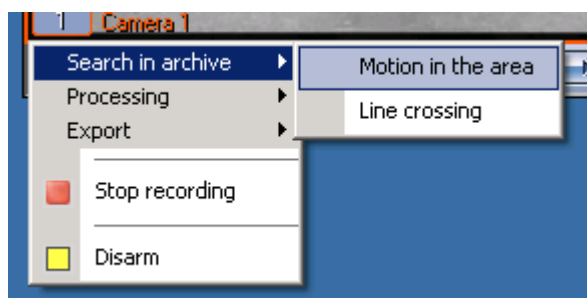 1 Camera 1
Search in archive
Motion in the area
Processing
Line crossing
Export
Stop recording
Disarm